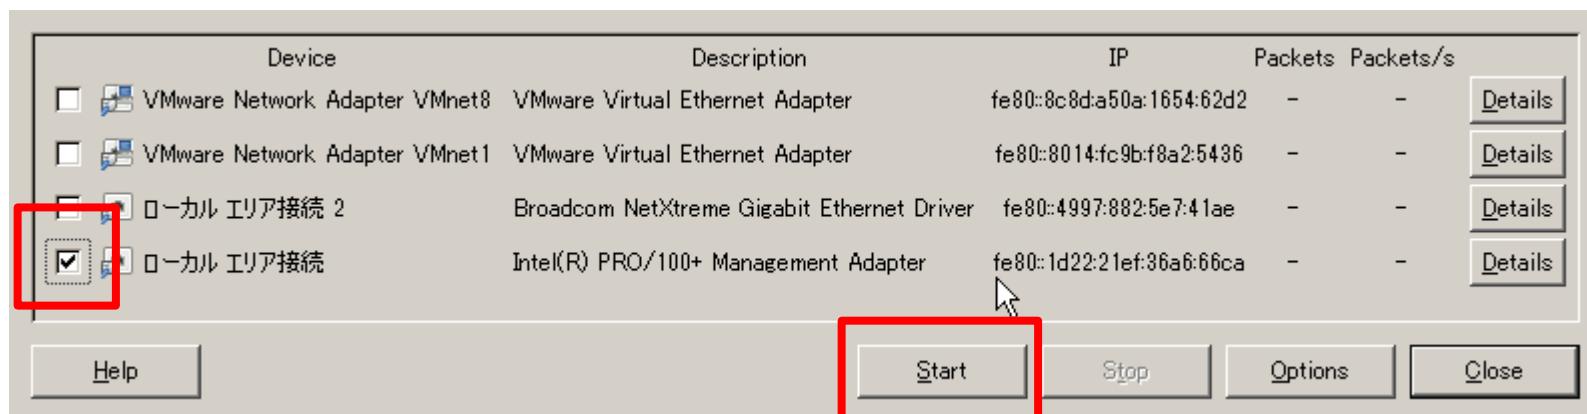 Device Description IP Packets Packets/s
VMware Network Adapter VMnet8 VMware Virtual Ethernet Adapter fe80::8c8d:a50a:1654:62d2 - - Details
VMware Network Adapter VMnet1 VMware Virtual Ethernet Adapter fe80::8014:fc9b:f8a2:5436 - - Details
ローカル エリア接続 2 Broadcom NetXtreme Gigabit Ethernet Driver fe80::4997:882:5e7:41ae - - Details
ローカル エリア接続 Intel(R) PRO/100+ Management Adapter fe80::1d22:21ef:36a6:66ca - - Details
Help Start Stop Options Close